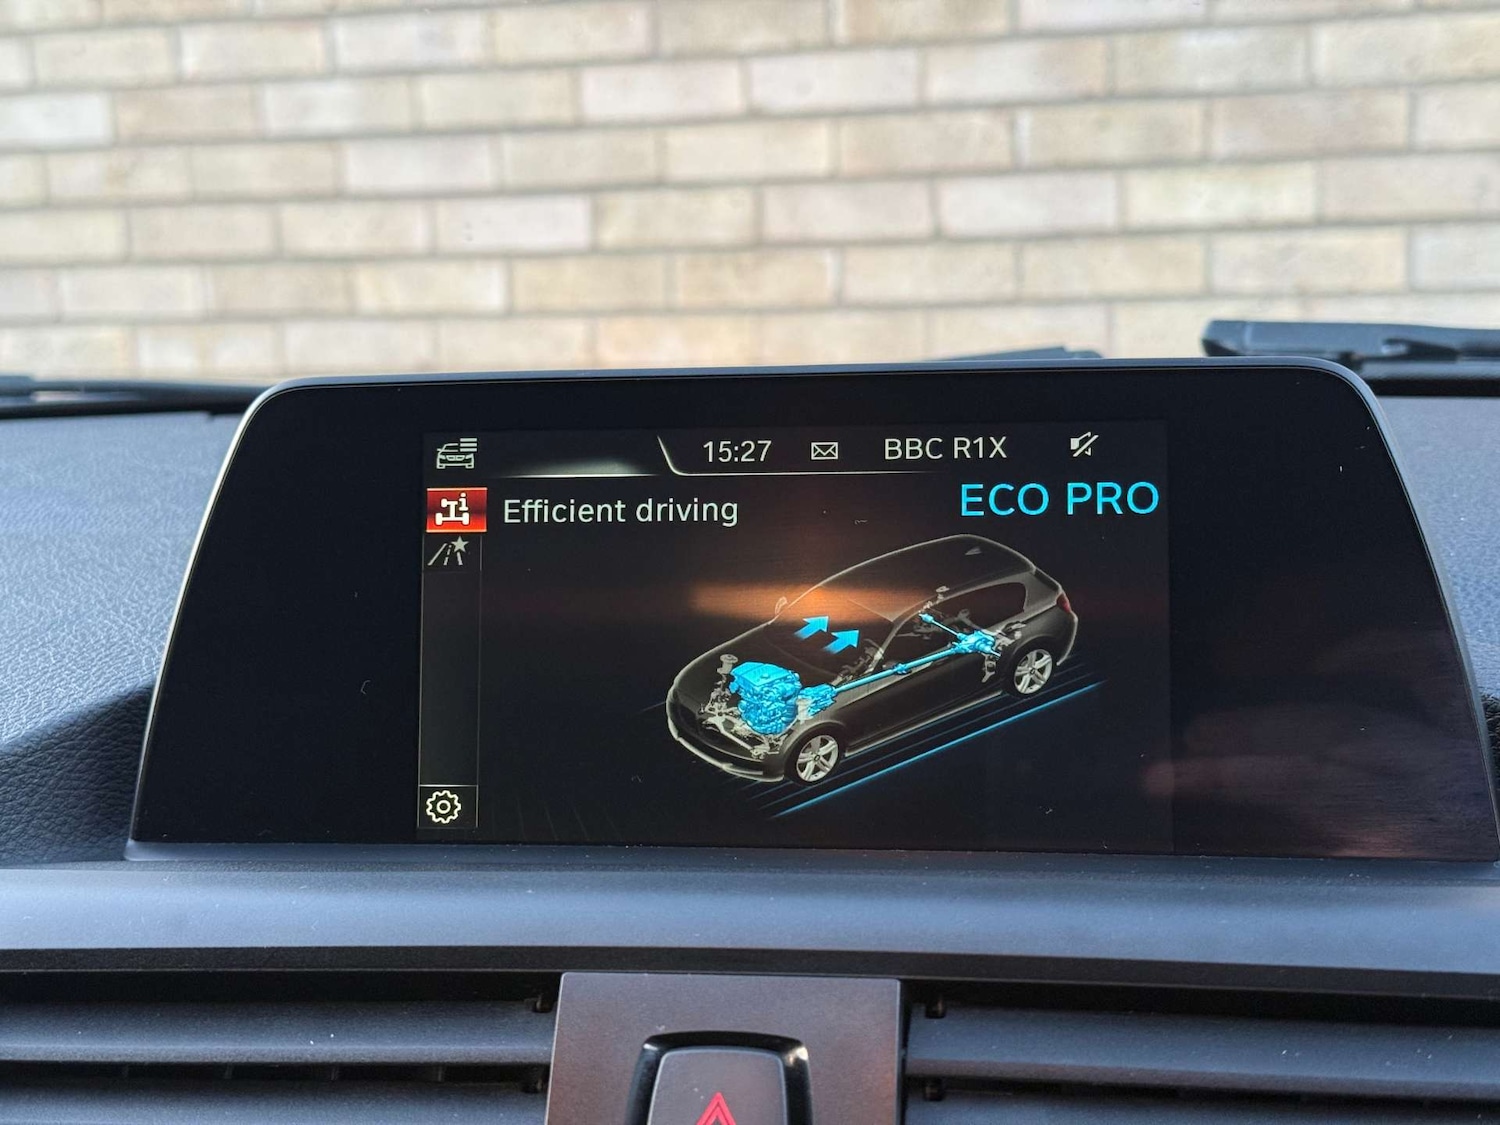 15:27 BBC R1X
Efficient driving
ECO PRO